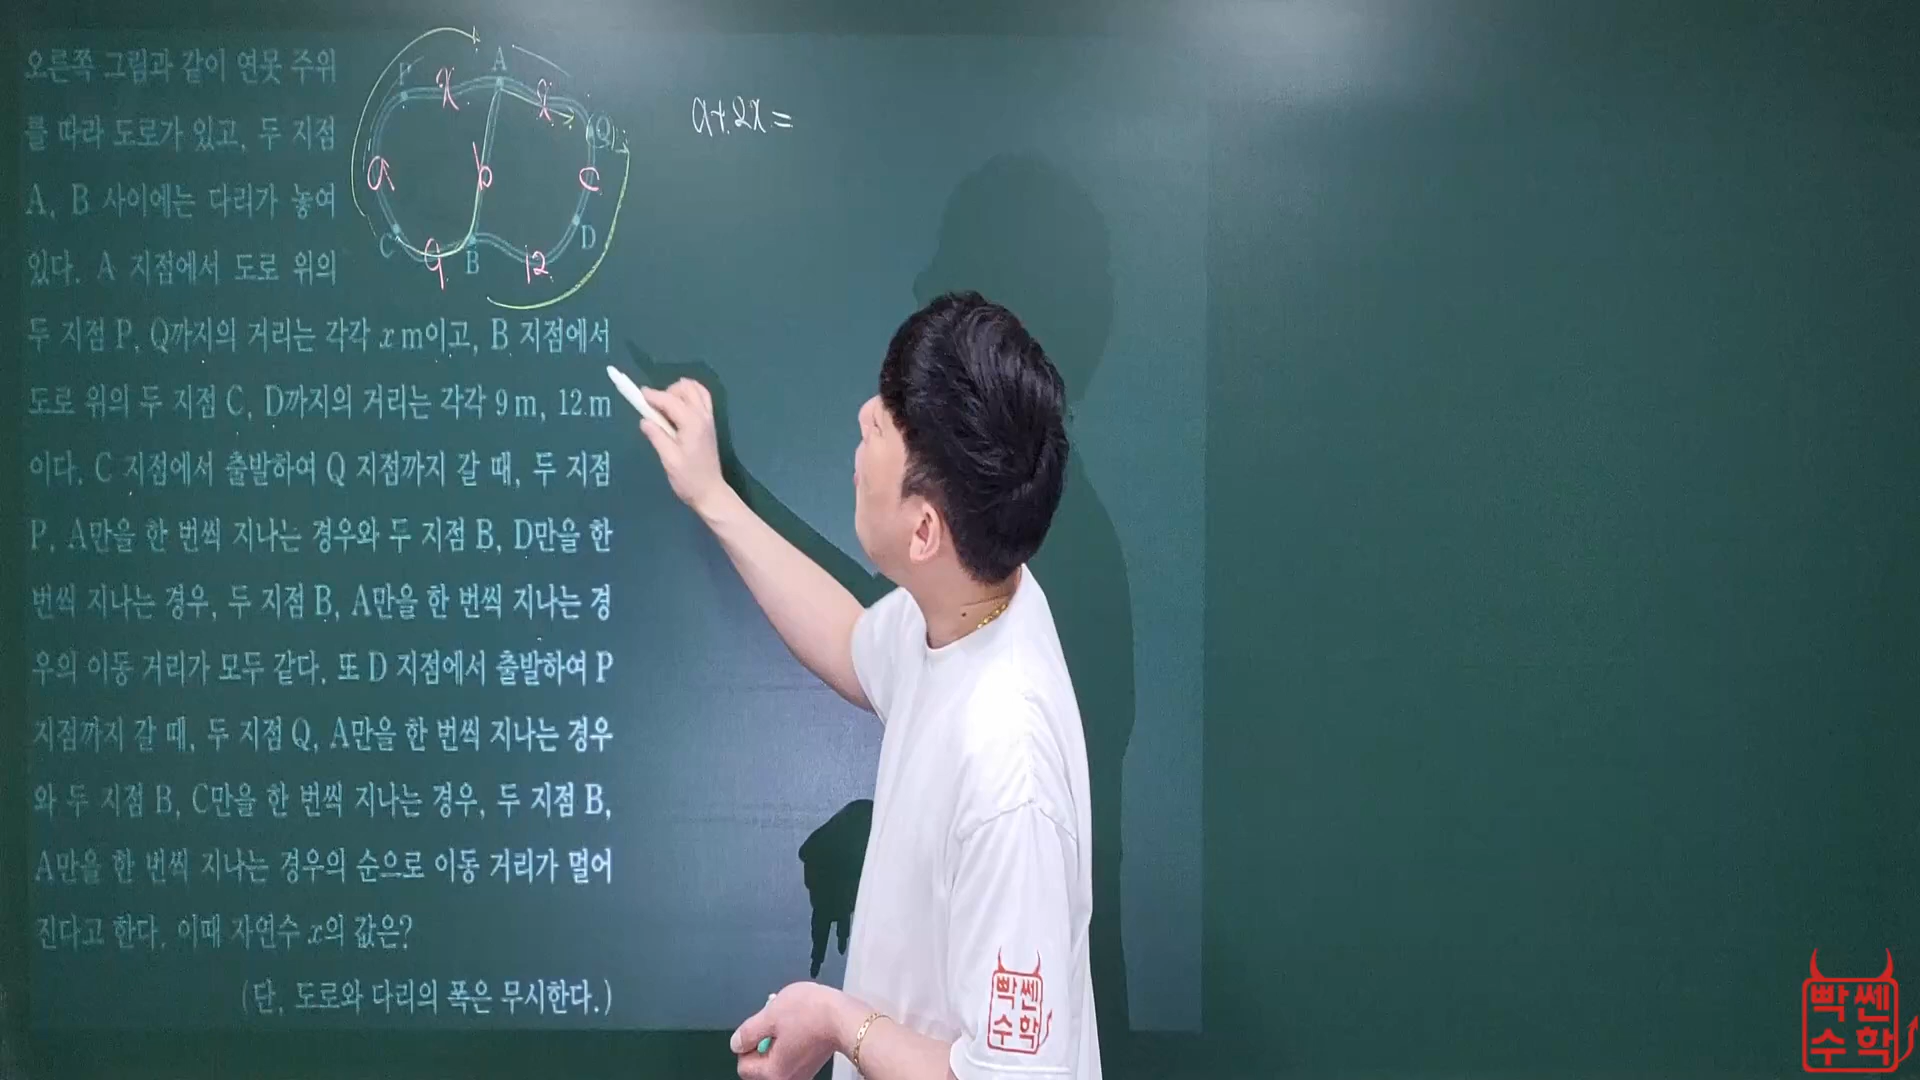 오른쪽 그림과 같이 연못 주위
를 따라 도로가 있고, 두 지점
A, B 사이에는 다리가 놓여
있다. A 지점에서 도로 위의
두 지점 P, Q까지의 거리는 각각 x m이고, B 지점에서
도로 위의 두 지점 C, D까지의 거리는 각각 9 m, 12 m
이다. C 지점에서 출발하여 Q 지점까지 갈 때, 두 지점
P, A만을 한 번씩 지나는 경우와 두 지점 B, D만을 한
번씩 지나는 경우, 두 지점 B, A만을 한 번씩 지나는 경
우의 이동 거리가 모두 같다. 또 D 지점에서 출발하여 P
지점까지 갈 때, 두 지점 Q, A만을 한 번씩 지나는 경우
와 두 지점 B, C만을 한 번씩 지나는 경우, 두 지점 B,
A만을 한 번씩 지나는 경우의 순으로 이동 거리가 멀어
진다고 한다. 이때 자연수 x의 값은?
(단, 도로와 다리의 폭은 무시한다.)
A
P x x
Q
a b c
C D
9 B 12
a+2x=
빡쎈
수학
빡쎈
수학